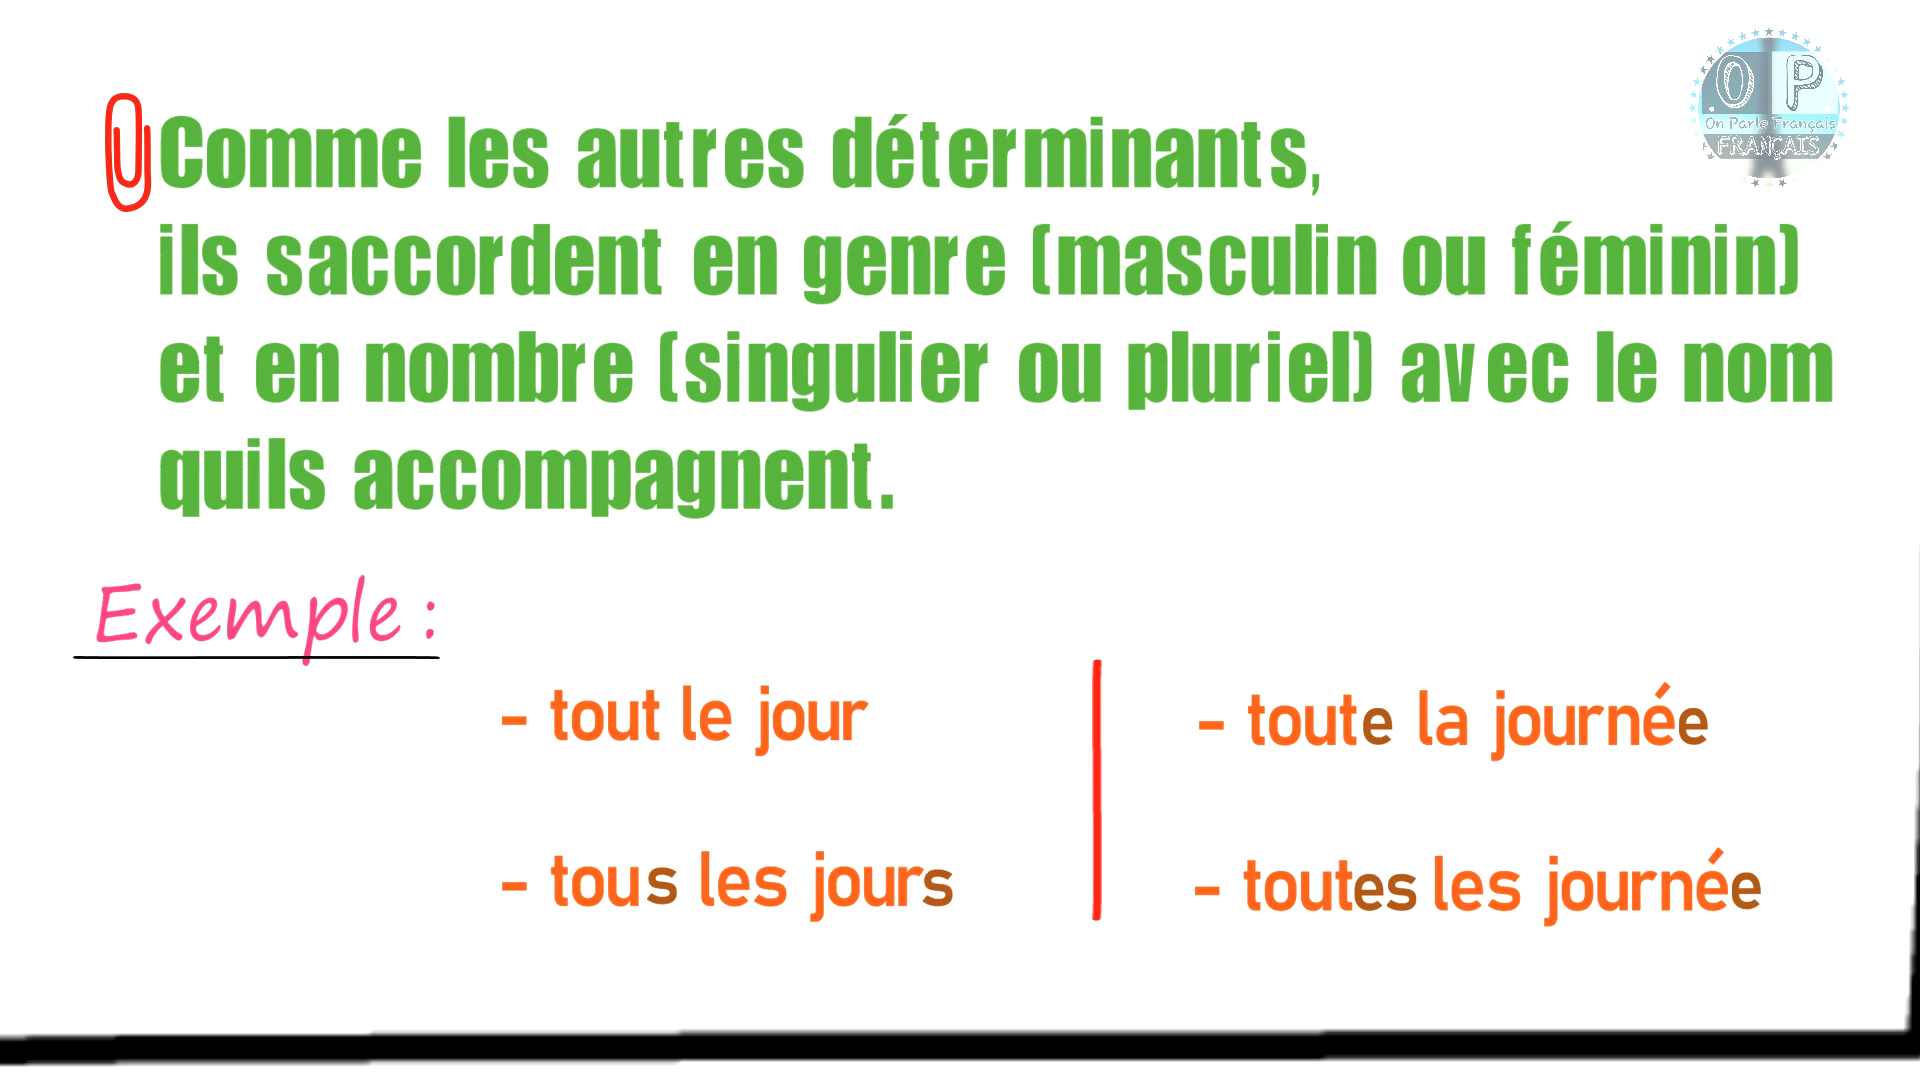 O P
On Parle Français
FRANÇAIS
Comme les autres déterminants,
ils saccordent en genre (masculin ou féminin)
et en nombre (singulier ou pluriel) avec le nom
quils accompagnent.
Exemple :
- tout le jour
- toute la journée
- tous les jours
- toutes les journée